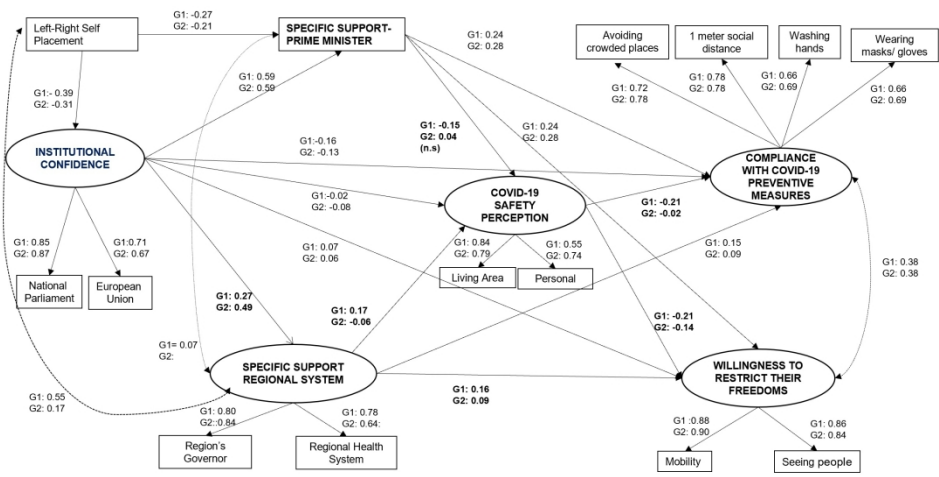 Left-Right Self
Placement
G1: -0.27
G2: -0.21
SPECIFIC SUPPORT-
PRIME MINISTER
G1: 0.24
G2: 0.28
Avoiding
crowded places
1 meter social
distance
Washing
hands
Wearing
masks/ gloves
G1:- 0.39
G2: -0.31
G1: 0.59
G2: 0.59
G1: 0.72
G2: 0.78
G1: 0.78
G2: 0.78
G1: 0.66
G2: 0.69
G1: 0.66
G2: 0.69
INSTITUTIONAL
CONFIDENCE
G1:-0.16
G2: -0.13
G1: -0.15
G2: 0.04
(n.s)
G1: 0.24
G2: 0.28
COMPLIANCE
WITH COVID-19
PREVENTIVE
MEASURES
G1:-0.02
G2: -0.08
COVID-19
SAFETY
PERCEPTION
G1: -0.21
G2: -0.02
G1: 0.85
G2: 0.87
G1:0.71
G2: 0.67
G1: 0.07
G2: 0.06
G1: 0.84
G2: 0.79
G1: 0.55
G2: 0.74
G1: 0.15
G2: 0.09
G1: 0.38
G2: 0.38
National
Parliament
European
Union
Living Area
Personal
G1: 0.27
G2: 0.49
G1: 0.17
G2: -0.06
G1: -0.21
G2: -0.14
G1= 0.07
G2:
SPECIFIC SUPPORT
REGIONAL SYSTEM
WILLINGNESS TO
RESTRICT THEIR
FREEDOMS
G1: 0.55
G2: 0.17
G1: 0.16
G2: 0.09
G1: 0.80
G2::0.84
G1: 0.78
G2: 0.64:
G1 :0.88
G2: 0.90
G1: 0.86
G2: 0.84
Region's
Governor
Regional Health
System
Mobility
Seeing people